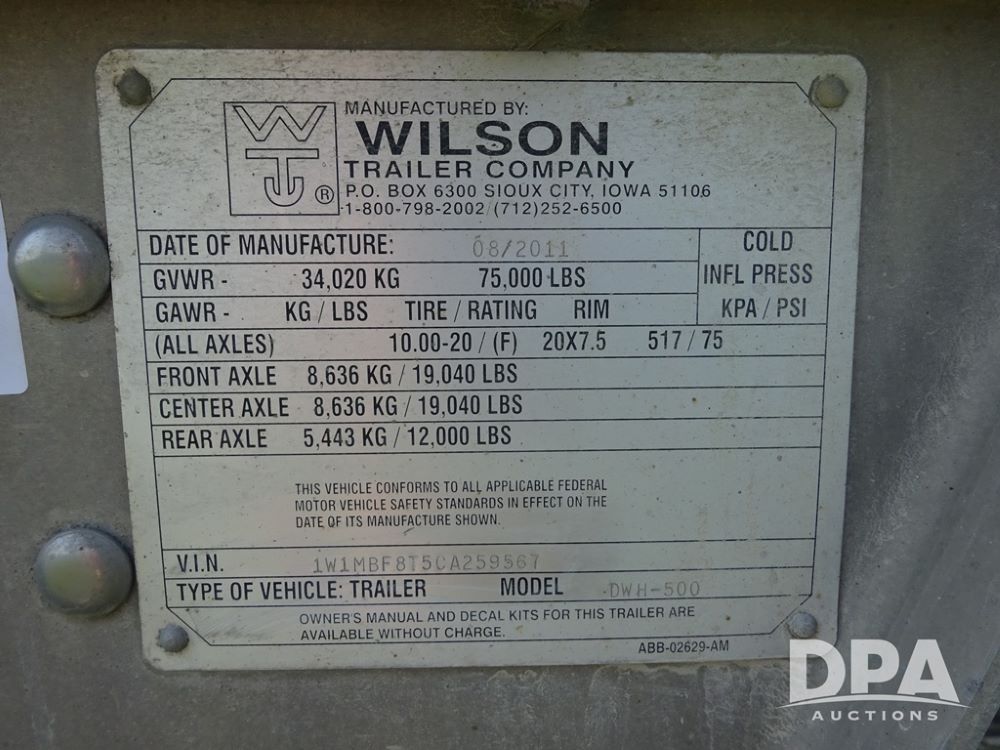 MANUFACTURED BY:
WILSON
TRAILER COMPANY
P.O. BOX 6300 SIOUX CITY, IOWA 51106
1-800-798-2002/(712)252-6500
WT ®
DATE OF MANUFACTURE: 08/2011
COLD
GVWR - 34,020 KG 75,000 LBS
INFL PRESS
GAWR - KG / LBS TIRE / RATING RIM KPA / PSI
(ALL AXLES) 10.00-20 / (F) 20X7.5 517 / 75
FRONT AXLE 8,636 KG / 19,040 LBS
CENTER AXLE 8,636 KG / 19,040 LBS
REAR AXLE 5,443 KG / 12,000 LBS
THIS VEHICLE CONFORMS TO ALL APPLICABLE FEDERAL
MOTOR VEHICLE SAFETY STANDARDS IN EFFECT ON THE
DATE OF ITS MANUFACTURE SHOWN.
V.I.N. 1W1MBF8T5CA259567
TYPE OF VEHICLE: TRAILER MODEL DWH-500
OWNER'S MANUAL AND DECAL KITS FOR THIS TRAILER ARE
AVAILABLE WITHOUT CHARGE.
ABB-02629-AM
DPA
AUCTIONS